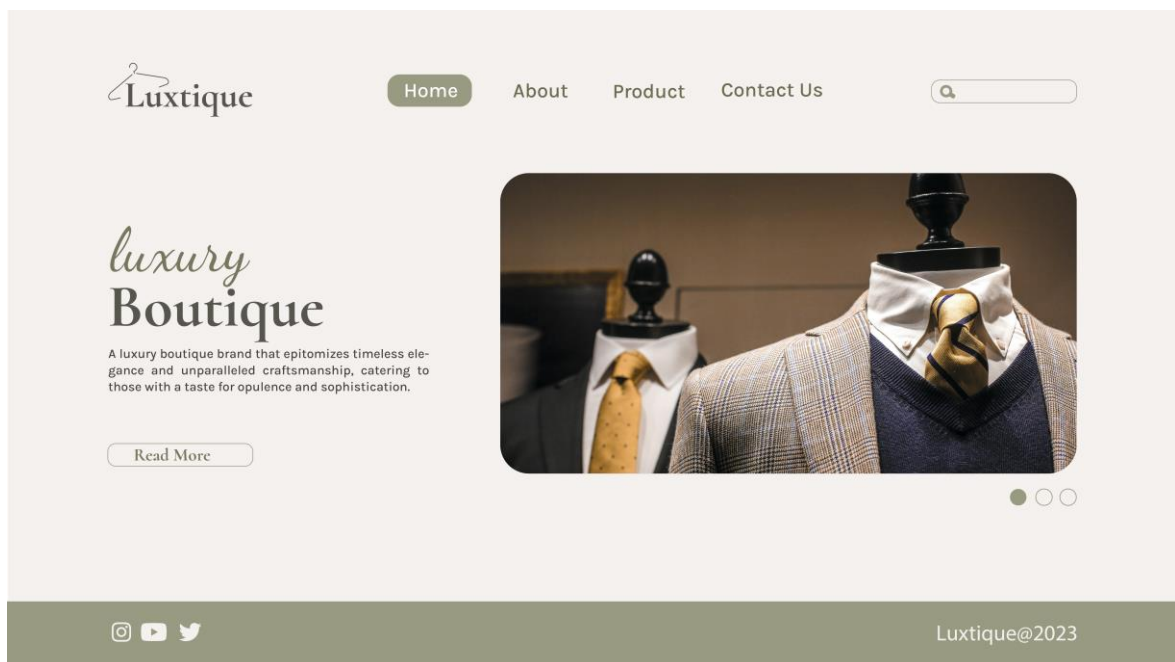 Luxtique
Home
About
Product
Contact Us
luxury
Boutique
A luxury boutique brand that epitomizes timeless ele-
gance and unparalleled craftsmanship, catering to
those with a taste for opulence and sophistication.
Read More
Luxtique@2023